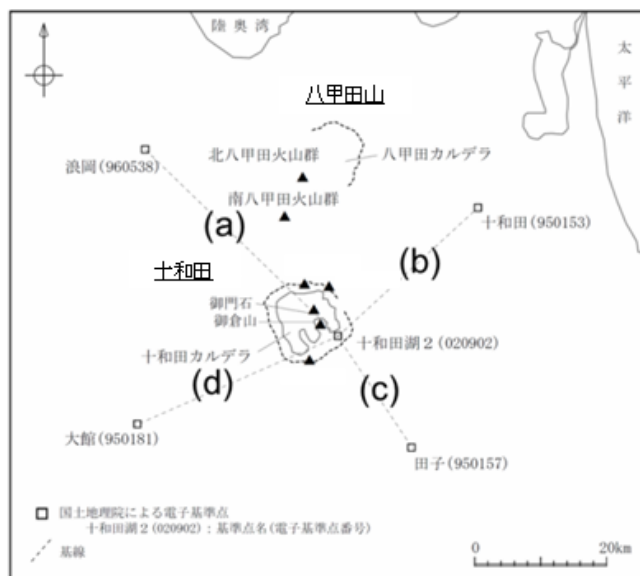 陸奥湾
太平洋
八甲田山
北八甲田火山群
八甲田カルデラ
浪岡(960538)
南八甲田火山群
十和田(950153)
(a)
(b)
十和田
御門石
御倉山
十和田湖2(020902)
十和田カルデラ
(d)
(c)
大館(950181)
田子(950157)
国土地理院による電子基準点
十和田湖2(020902):基準点名(電子基準点番号)
基線
0 20km